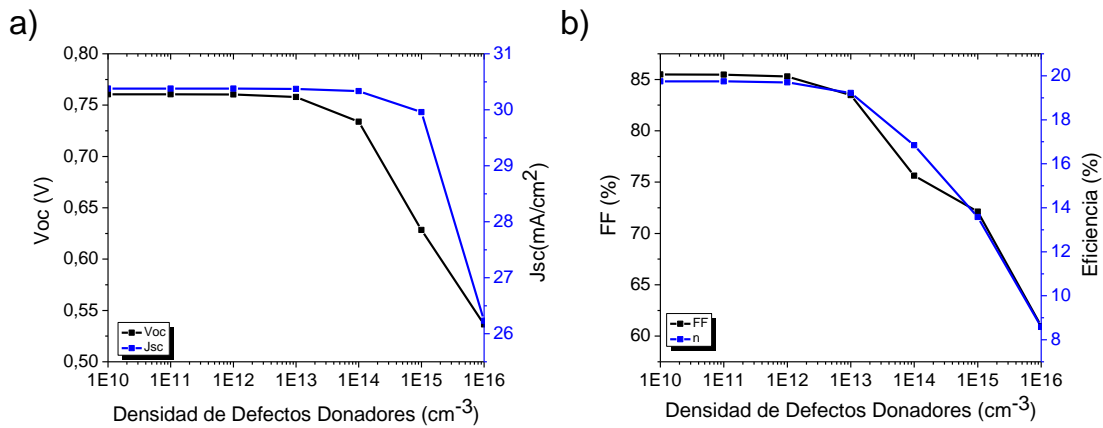 a)
0,80
0,75
0,70
0,65
0,60
0,55
0,50
Voc (V)
31
30
29
28
27
26
Jsc(mA/cm2)
Voc
Jsc
1E10 1E11 1E12 1E13 1E14 1E15 1E16
Densidad de Defectos Donadores (cm-3)
b)
85
80
75
70
65
60
FF (%)
20
18
16
14
12
10
8
Eficiencia (%)
FF
n
1E10 1E11 1E12 1E13 1E14 1E15 1E16
Densidad de Defectos Donadores (cm-3)